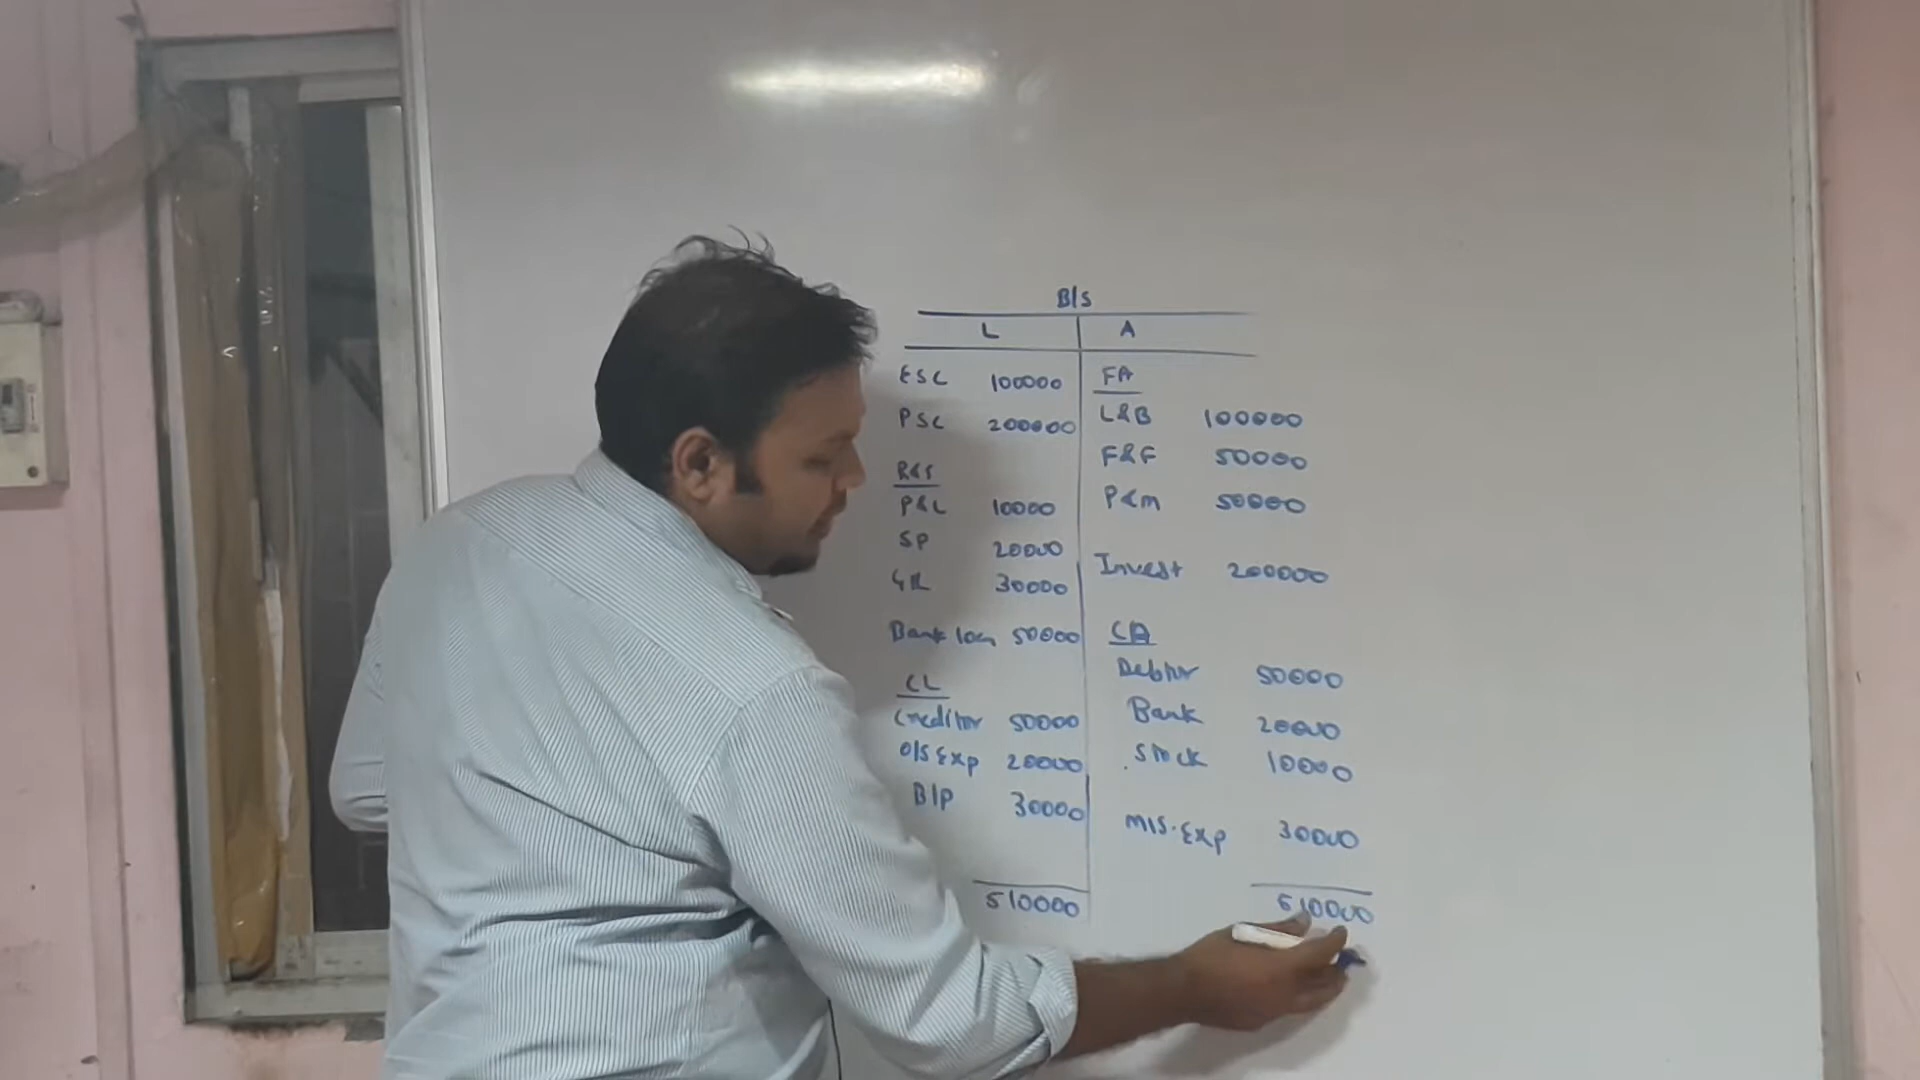 B/S
L
A
ESC 100000
PSC 200000
R&S
P&L 10000
SP 20000
GR 30000
Bank loan 50000
CL
Creditor 50000
O/S Exp 20000
B/P 30000
510000
FA
L&B 100000
F&F 50000
P&M 50000
Invest 200000
CA
Debtor 50000
Bank 20000
Stock 10000
MIS. Exp 30000
510000